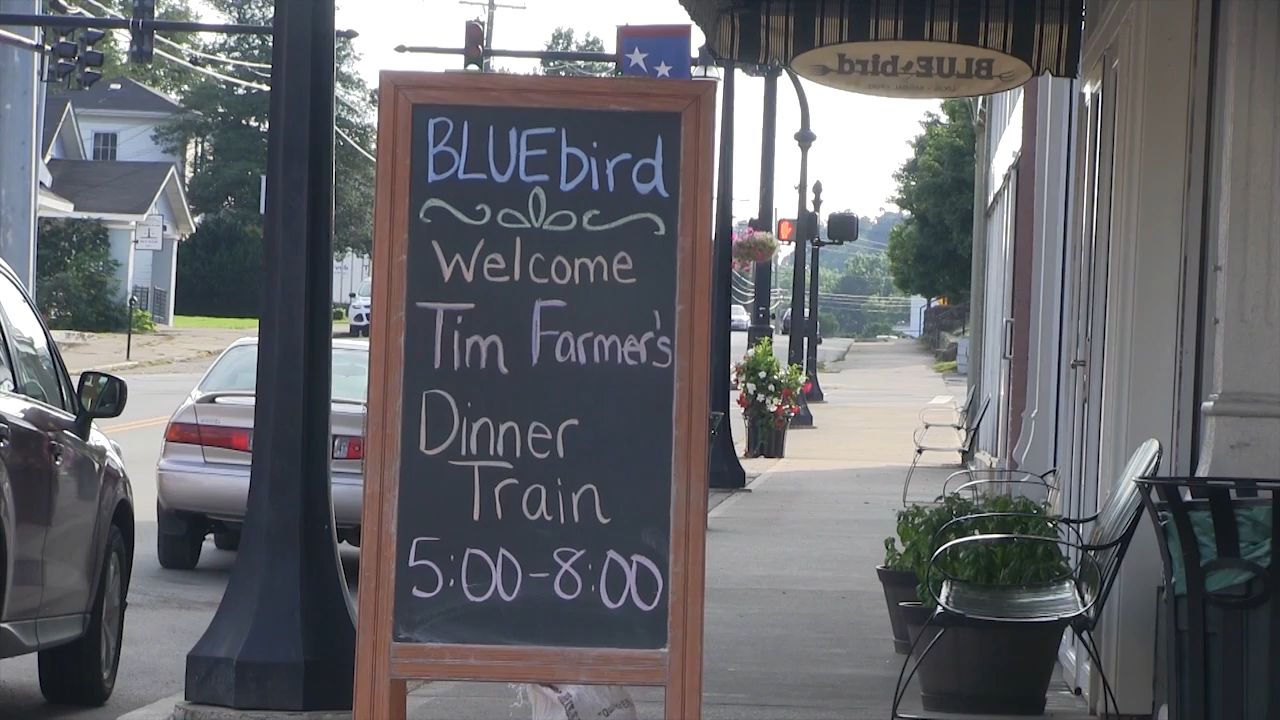 BLUEbird
BLUEbird
Welcome
Tim Farmer's
Dinner
Train
5:00-8:00